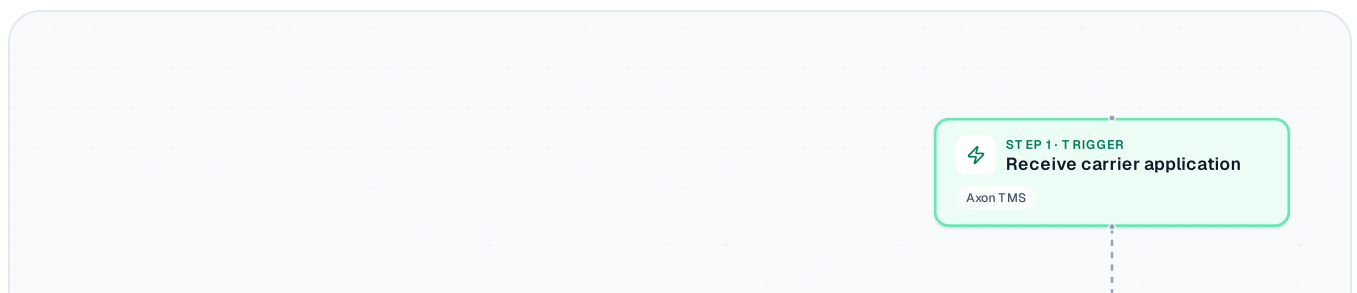 STEP 1 · TRIGGER
Receive carrier application
Axon TMS